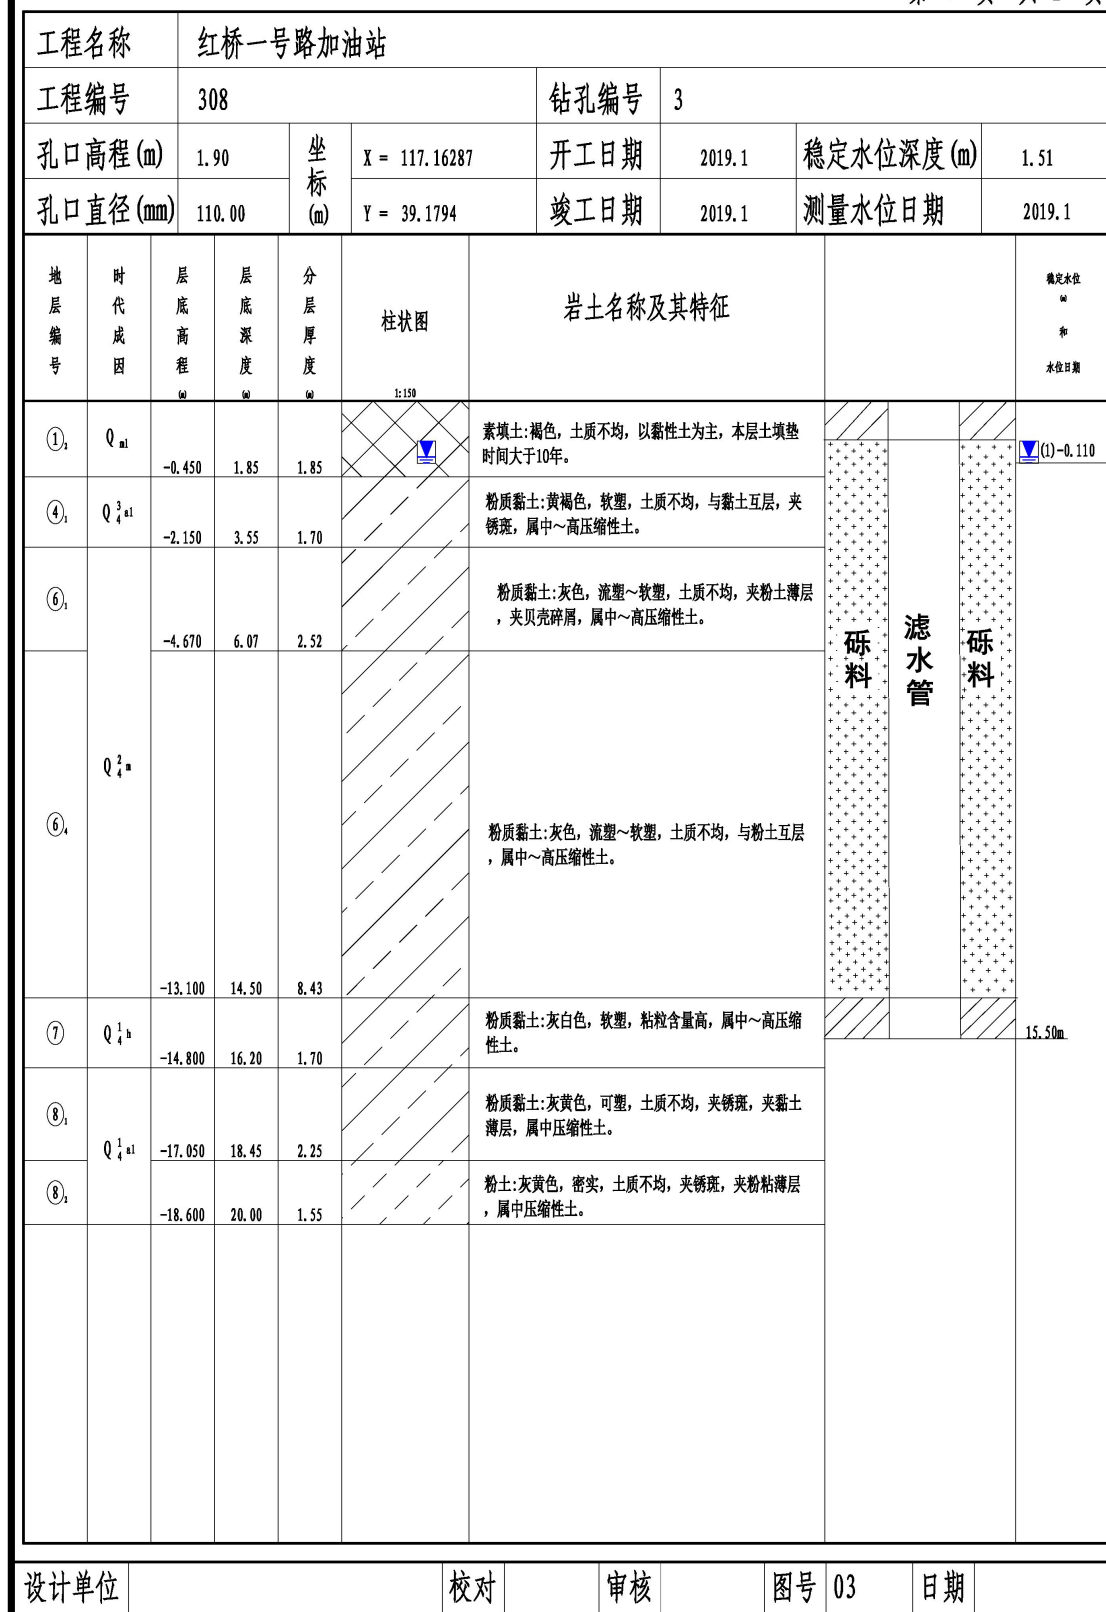 工程名称 红桥一号路加油站
工程编号 308 钻孔编号 3
孔口高程(m) 1.90 坐标(m) X = 117.16287 开工日期 2019.1 稳定水位深度(m) 1.51
孔口直径(mm) 110.00 Y = 39.1794 竣工日期 2019.1 测量水位日期 2019.1
地层编号 时代成因 层底高程(m) 层底深度(m) 分层厚度(m) 柱状图 1:150 岩土名称及其特征 稳定水位(m)和水位日期
①₂ Q ml -0.450 1.85 1.85
素填土:褐色，土质不均，以黏性土为主，本层土填垫
时间大于10年。
(1)-0.110
④₁ Q 3 4 al -2.150 3.55 1.70
粉质黏土:黄褐色，软塑，土质不均，与黏土互层，夹
锈斑，属中～高压缩性土。
⑥₁ -4.670 6.07 2.52
粉质黏土:灰色，流塑～软塑，土质不均，夹粉土薄层
，夹贝壳碎屑，属中～高压缩性土。
砾料 滤水管 砾料
Q 2 4 m
⑥₄ -13.100 14.50 8.43
粉质黏土:灰色，流塑～软塑，土质不均，与粉土互层
，属中～高压缩性土。
⑦ Q 1 4 h -14.800 16.20 1.70
粉质黏土:灰白色，软塑，粘粒含量高，属中～高压缩
性土。
15.50m
⑧₁ Q 1 4 al -17.050 18.45 2.25
粉质黏土:灰黄色，可塑，土质不均，夹锈斑，夹黏土
薄层，属中压缩性土。
⑧₂ -18.600 20.00 1.55
粉土:灰黄色，密实，土质不均，夹锈斑，夹粉粘薄层
，属中压缩性土。
设计单位 校对 审核 图号 03 日期